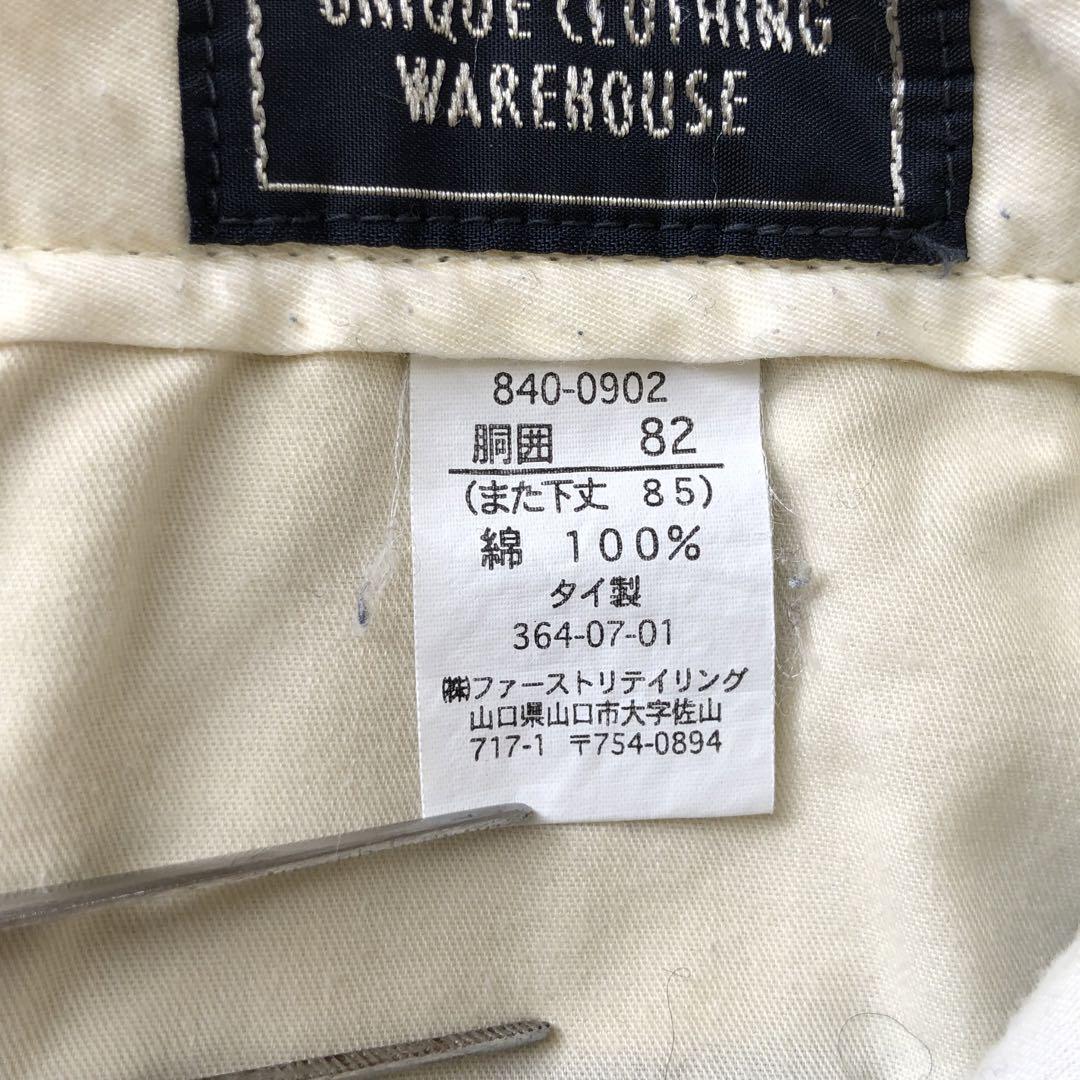 UNIQUE CLOTHING
WAREHOUSE
840-0902
胴囲 82
(また下丈 85)
綿 100%
タイ製
364-07-01
㈱ファーストリテイリング
山口県山口市大字佐山
717-1 〒754-0894